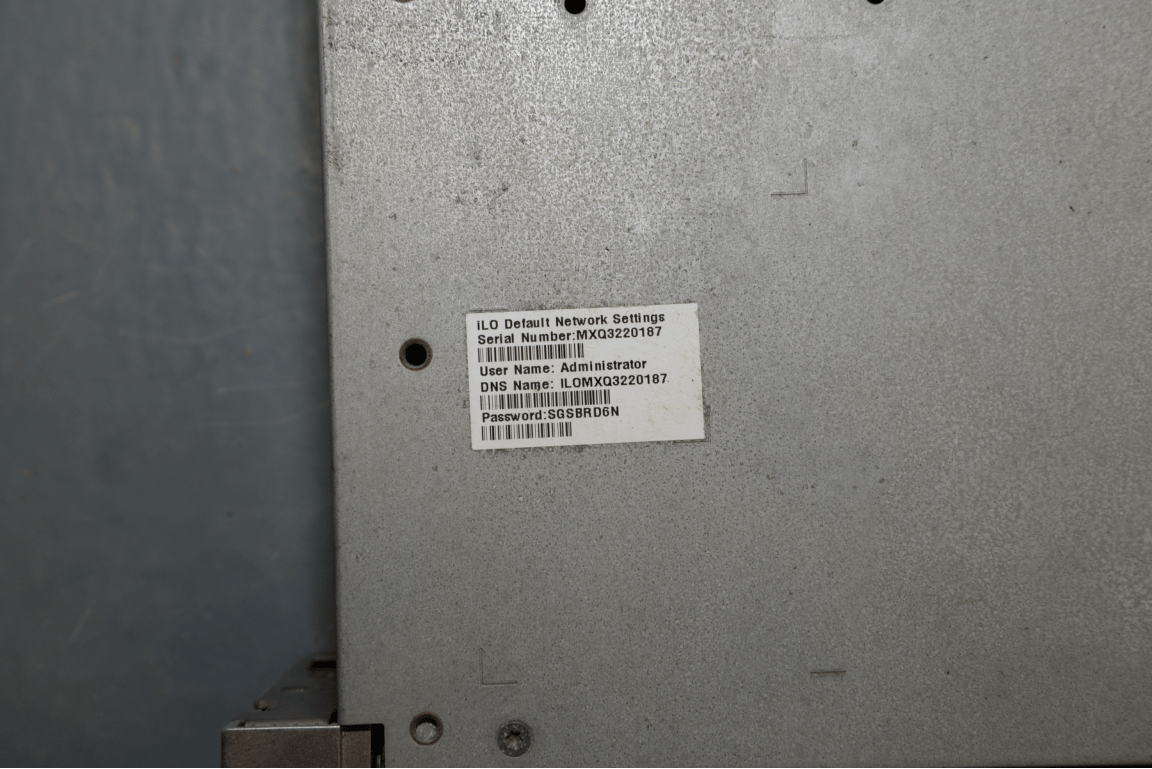 iLO Default Network Settings
Serial Number:MXQ3220187
User Name: Administrator
DNS Name: ILOMXQ3220187
Password:SGSBRD6N